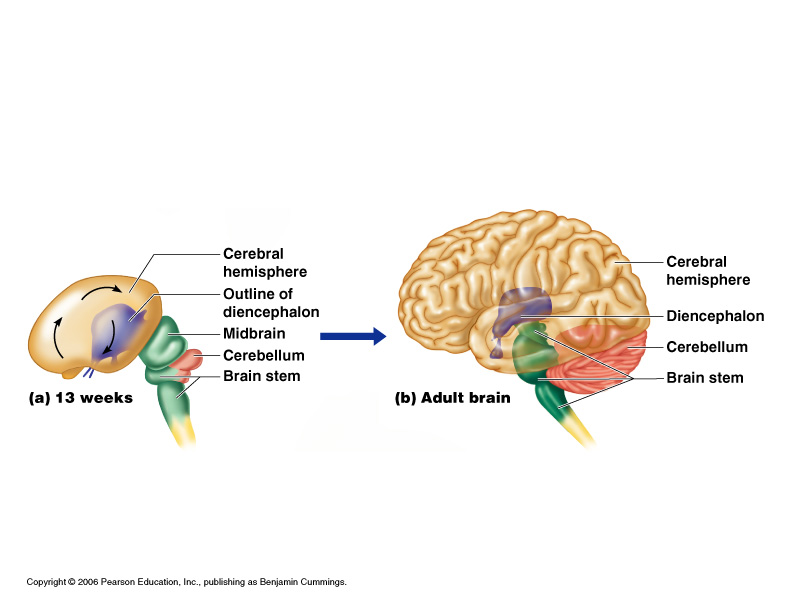 Cerebral
hemisphere
Outline of
diencephalon
Midbrain
Cerebellum
Brain stem
(a) 13 weeks
Cerebral
hemisphere
Diencephalon
Cerebellum
Brain stem
(b) Adult brain
Copyright © 2006 Pearson Education, Inc., publishing as Benjamin Cummings.